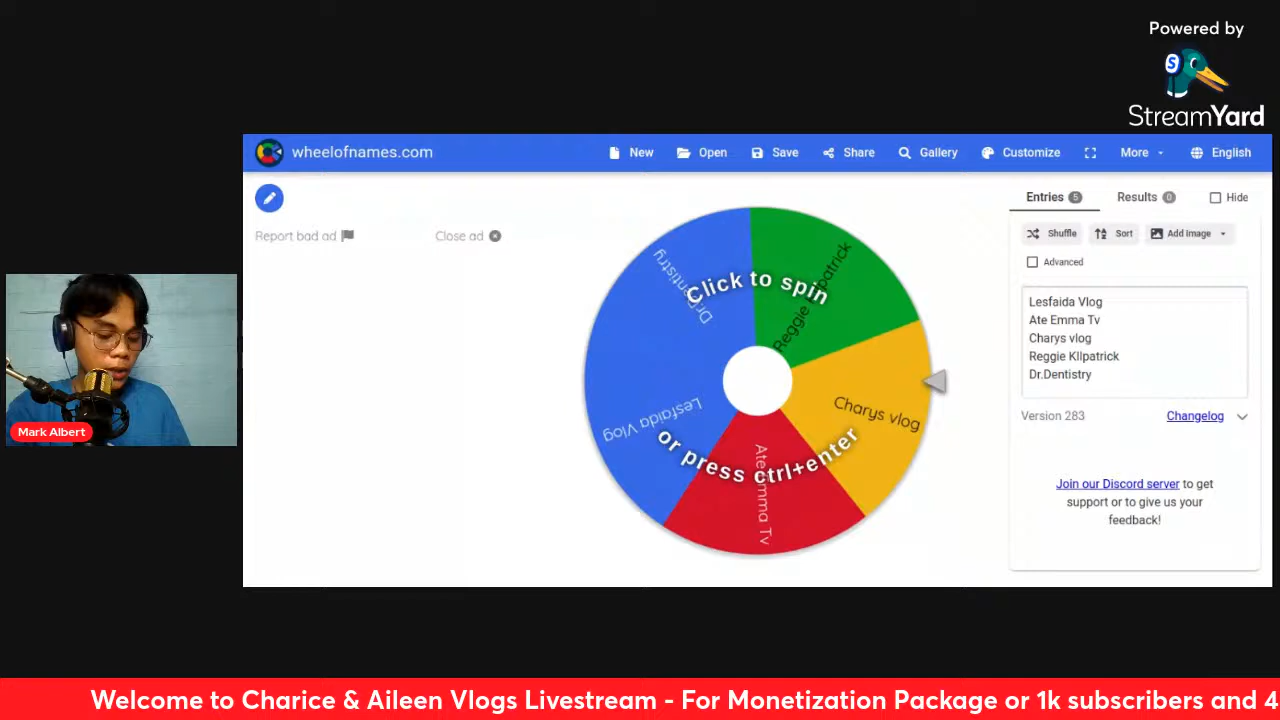 Powered by
StreamYard
wheelofnames.com
New
Open
Save
Share
Gallery
Customize
More
English
Report bad ad
Close ad
Entries 5
Results 0
Hide
Shuffle
Sort
Add image
Advanced
Lesfaida Vlog
Ate Emma Tv
Charys vlog
Reggie KIlpatrick
Dr.Dentistry
Version 283
Changelog
Join our Discord server to get
support or to give us your
feedback!
Click to spin
or press ctrl+enter
Dr.Dentistry
Reggie KIlpatrick
Charys vlog
Ate Emma Tv
Lesfaida Vlog
Mark Albert
Welcome to Charice & Aileen Vlogs Livestream - For Monetization Package or 1k subscribers and 4